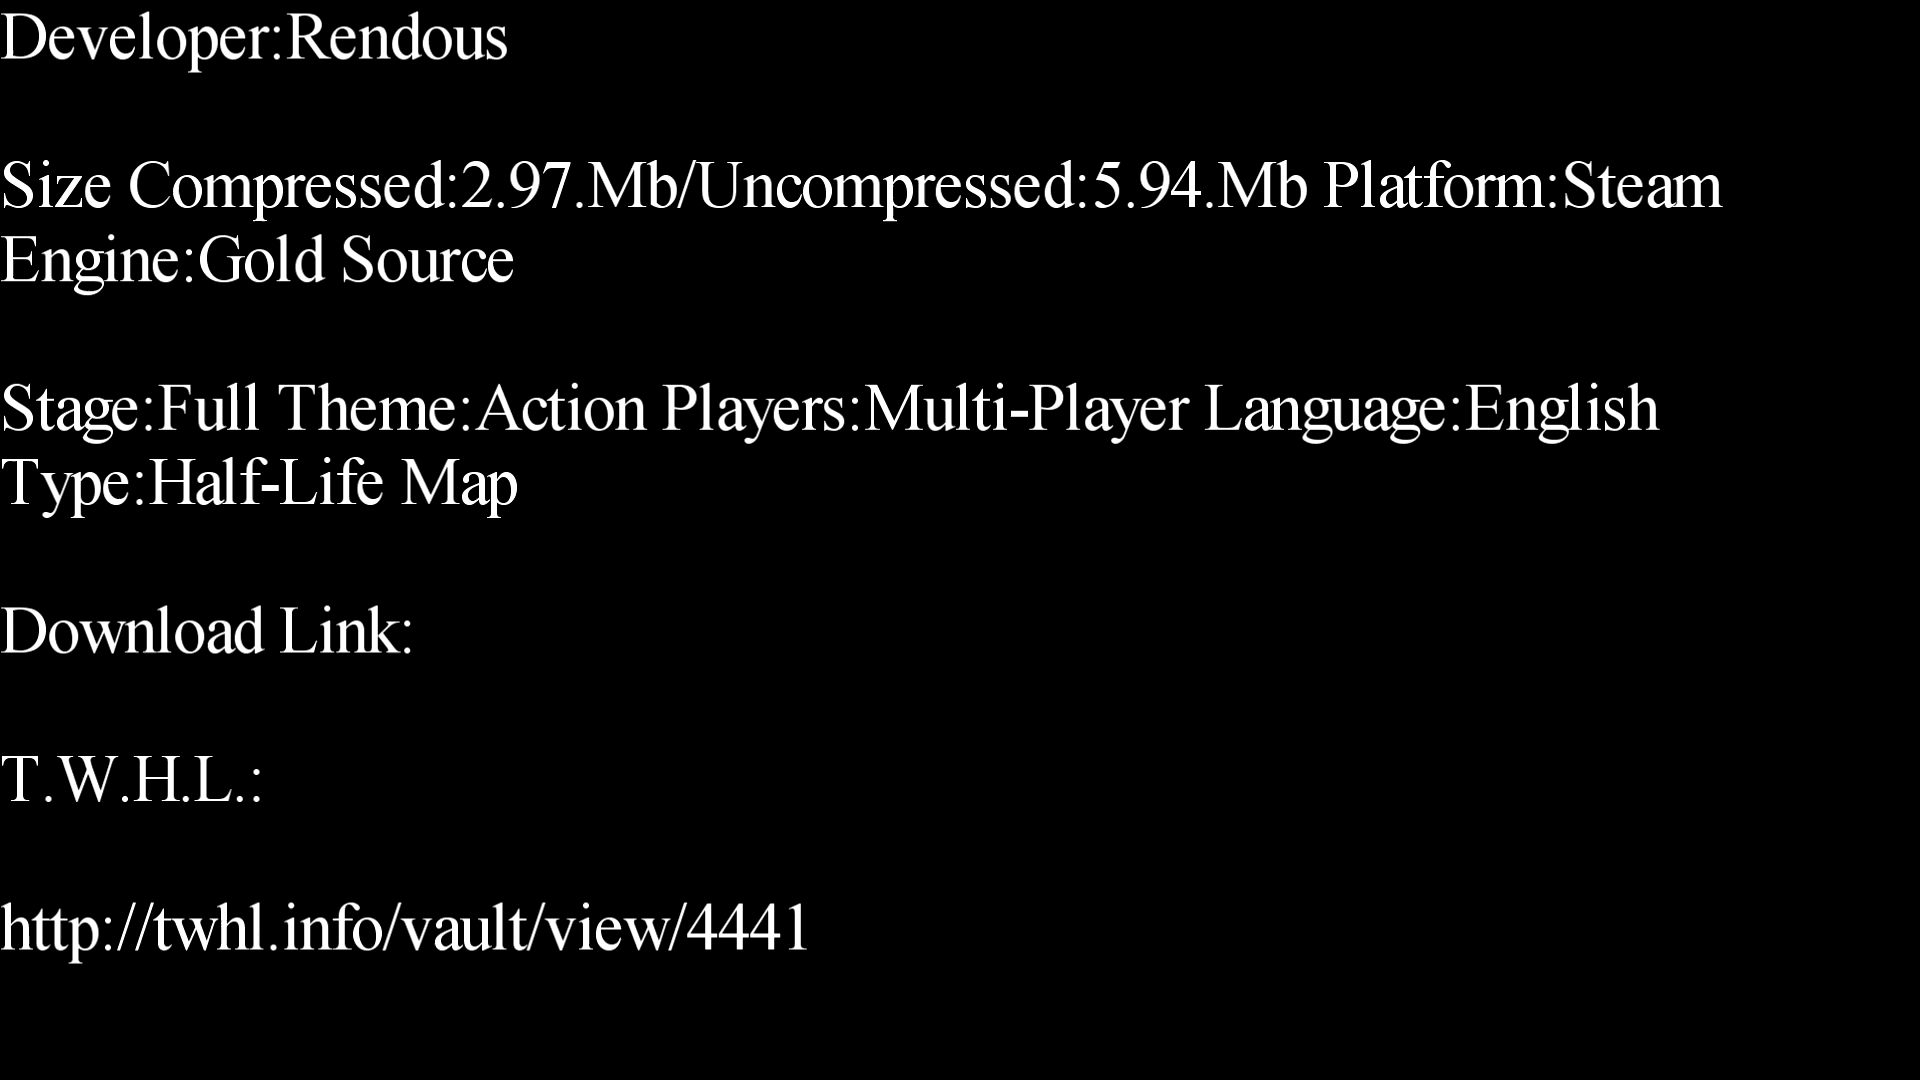 Developer:Rendous
Size Compressed:2.97.Mb/Uncompressed:5.94.Mb Platform:Steam
Engine:Gold Source
Stage:Full Theme:Action Players:Multi-Player Language:English
Type:Half-Life Map
Download Link:
T.W.H.L.:
http://twhl.info/vault/view/4441